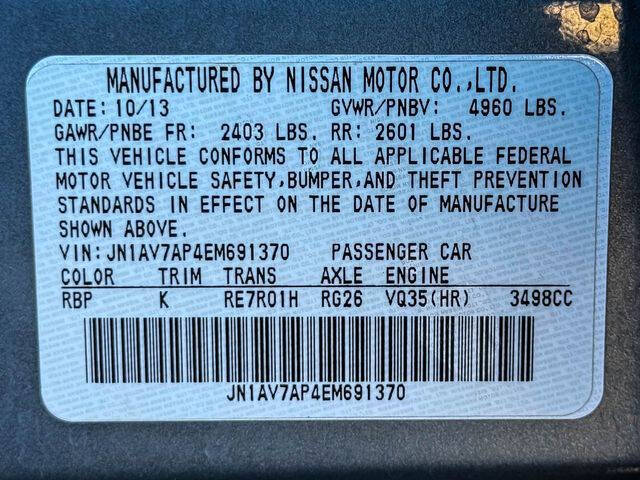 MANUFACTURED BY NISSAN MOTOR CO.,LTD.
DATE: 10/13 GVWR/PNBV: 4960 LBS.
GAWR/PNBE FR: 2403 LBS. RR: 2601 LBS.
THIS VEHICLE CONFORMS TO ALL APPLICABLE FEDERAL
MOTOR VEHICLE SAFETY,BUMPER,AND THEFT PREVENTION
STANDARDS IN EFFECT ON THE DATE OF MANUFACTURE
SHOWN ABOVE.
VIN:JN1AV7AP4EM691370 PASSENGER CAR
COLOR TRIM TRANS AXLE ENGINE
RBP K RE7R01H RG26 VQ35(HR) 3498CC
JN1AV7AP4EM691370